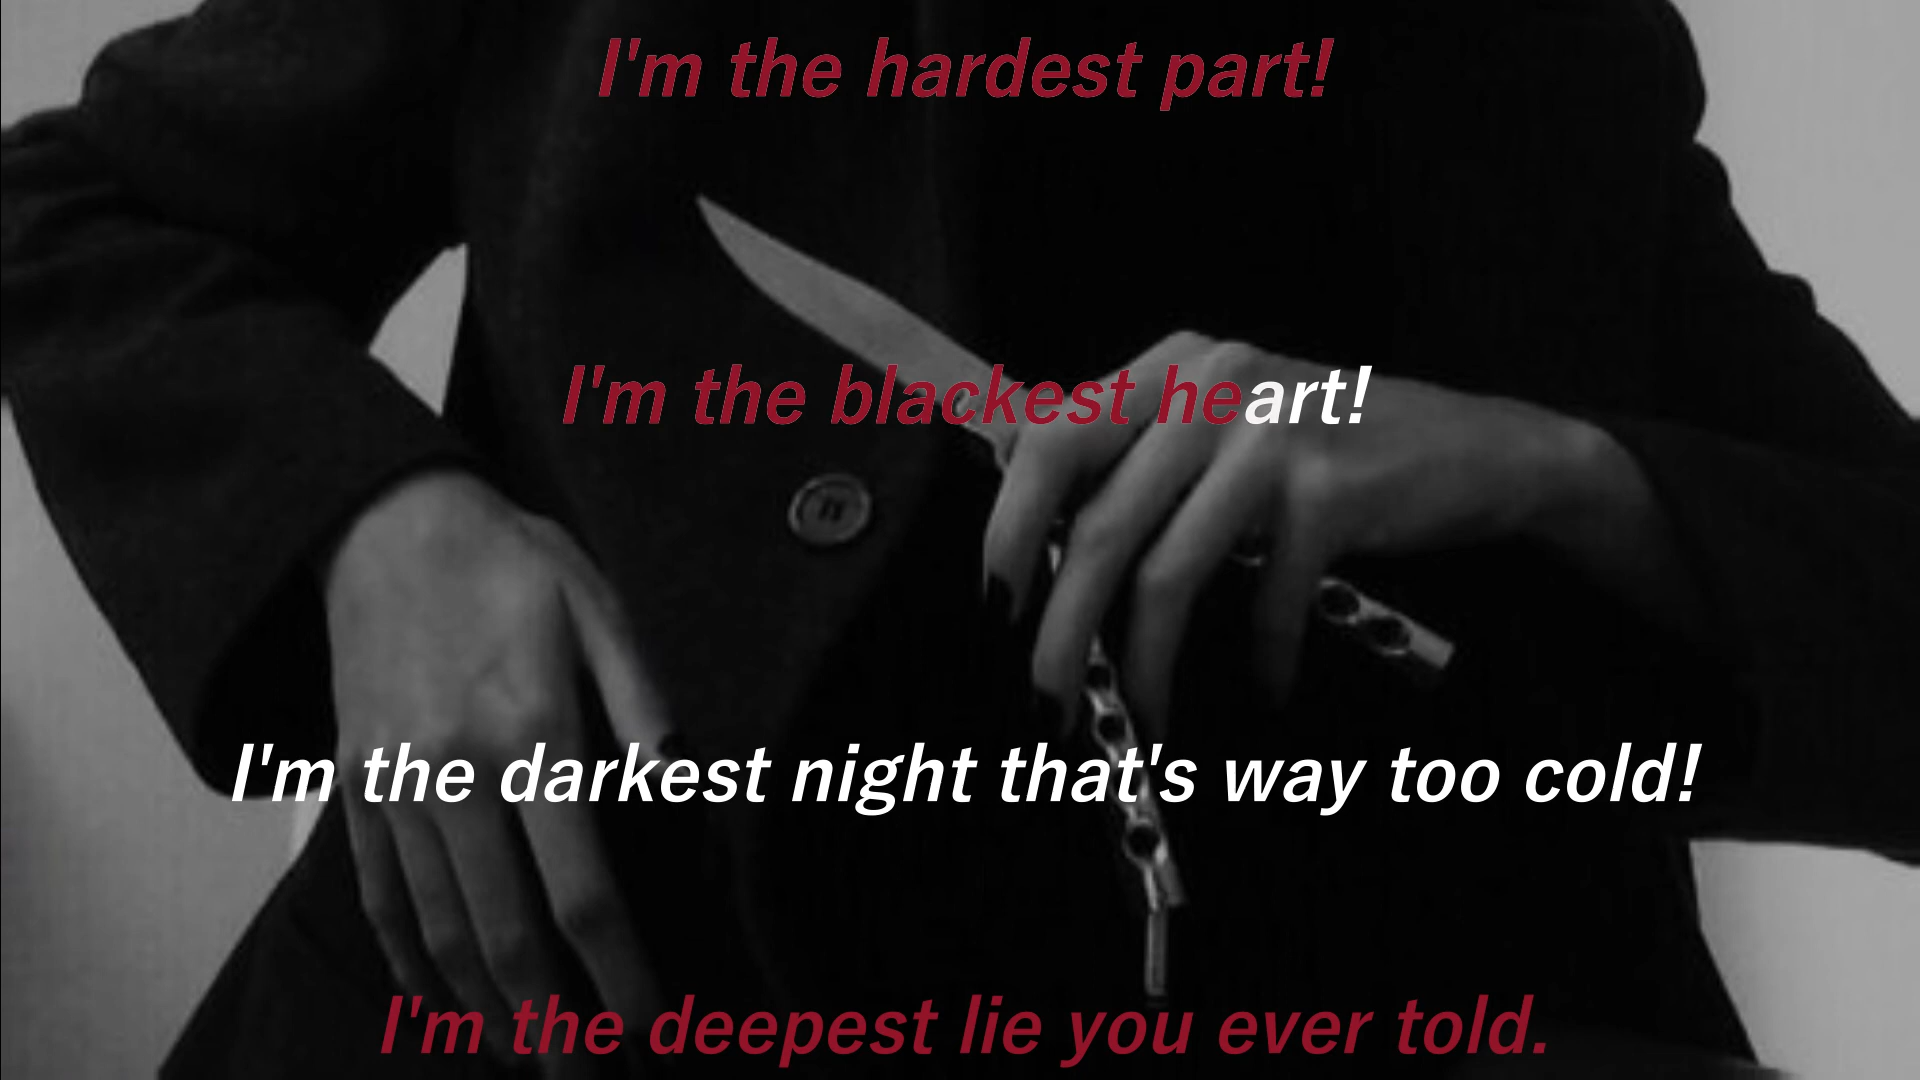 I'm the hardest part!
I'm the blackest heart!
I'm the darkest night that's way too cold!
I'm the deepest lie you ever told.